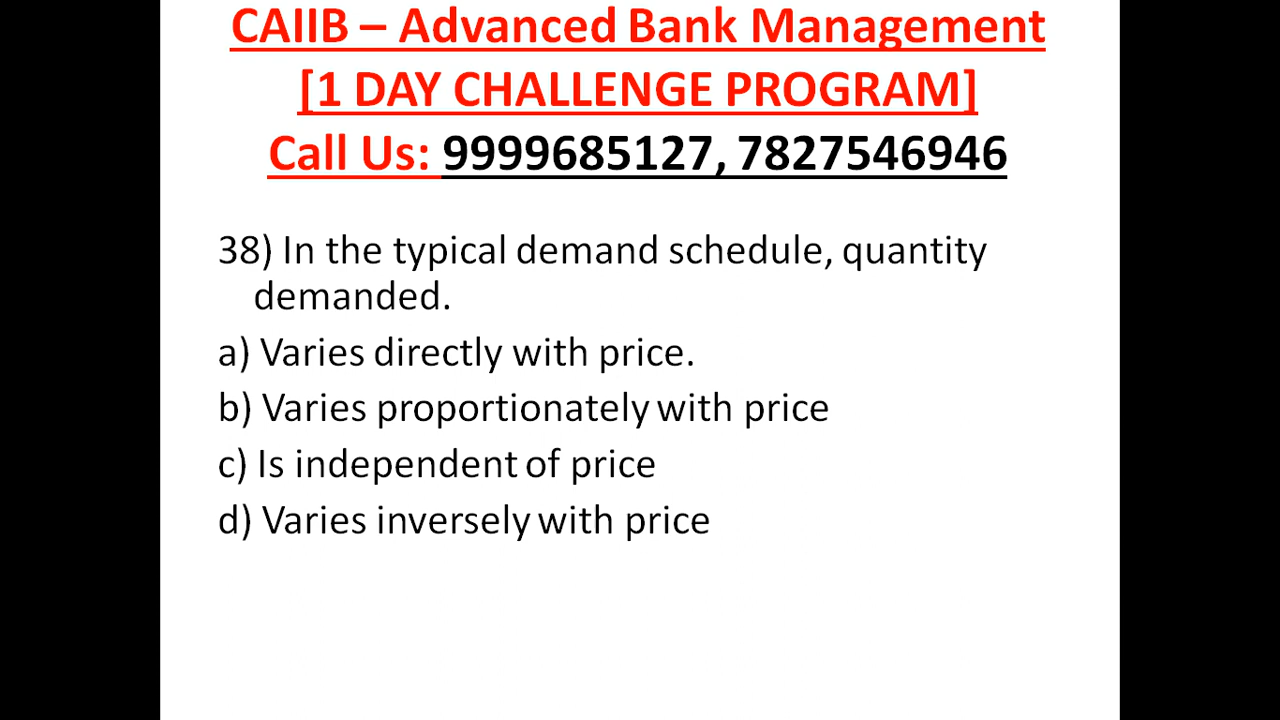 CAIIB – Advanced Bank Management
[1 DAY CHALLENGE PROGRAM]
Call Us: 9999685127, 7827546946
38) In the typical demand schedule, quantity
demanded.
a) Varies directly with price.
b) Varies proportionately with price
c) Is independent of price
d) Varies inversely with price